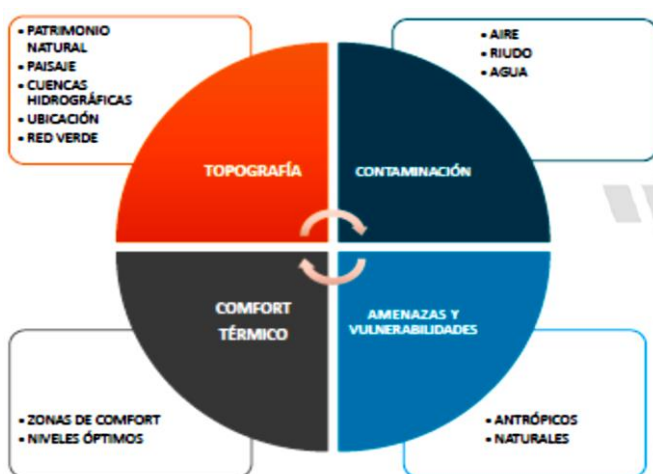 • PATRIMONIO
NATURAL
• PAISAJE
• CUENCAS
HIDROGRÁFICAS
• UBICACIÓN
• RED VERDE
• AIRE
• RIUDO
• AGUA
TOPOGRAFÍA
CONTAMINACIÓN
COMFORT
TÉRMICO
AMENAZAS Y
VULNERABILIDADES
• ZONAS DE COMFORT
• NIVELES ÓPTIMOS
• ANTRÓPICOS
• NATURALES